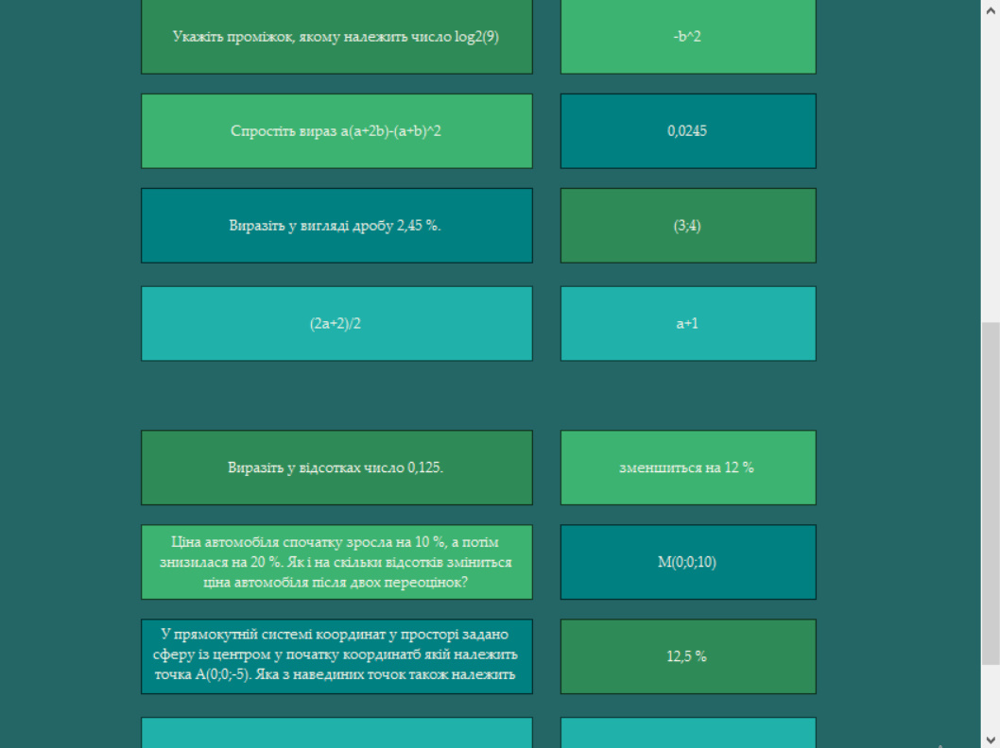 Укажіть проміжок, якому належить число log2(9)
-b^2
Спростіть вираз a(a+2b)-(a+b)^2
0,0245
Виразіть у вигляді дробу 2,45 %.
(3;4)
(2a+2)/2
a+1
Виразіть у відсотках число 0,125.
зменшиться на 12 %
Ціна автомобіля спочатку зросла на 10 %, а потім
знизилася на 20 %. Як і на скільки відсотків зміниться
ціна автомобіля після двох переоцінок?
M(0;0;10)
У прямокутній системі координат у просторі задано
сферу із центром у початку координатб якій належить
точка A(0;0;-5). Яка з навединих точок також належить
12,5 %